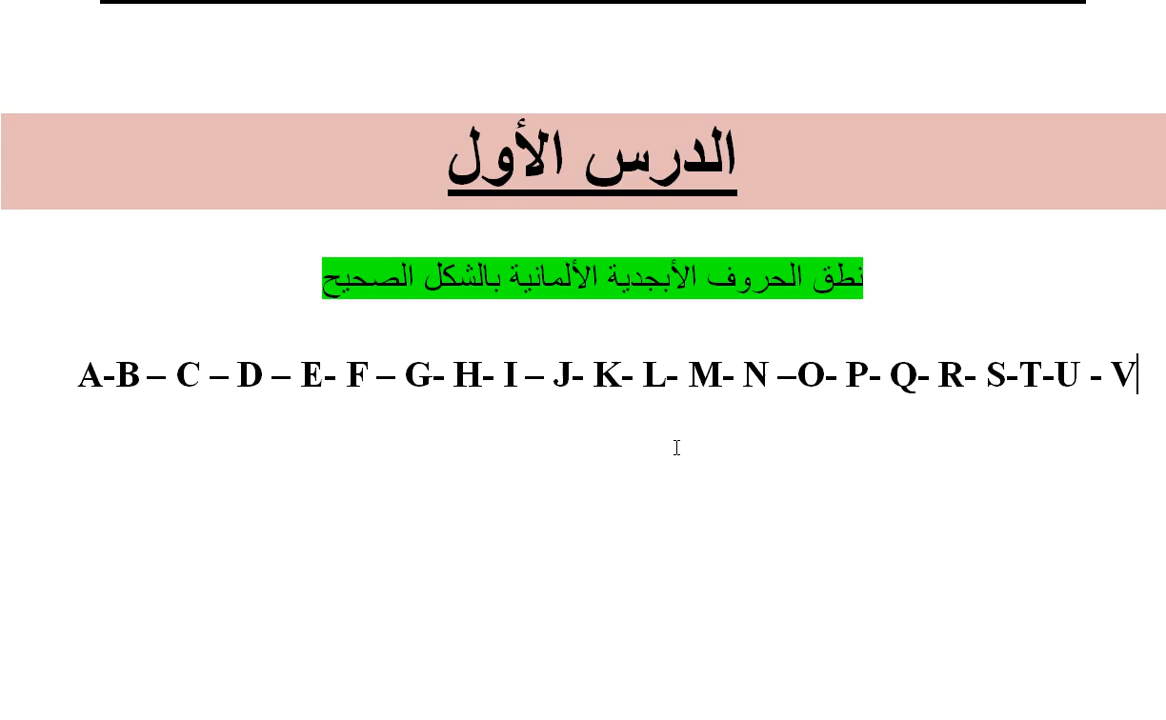 الدرس الأول
نطق الحروف الأبجدية الألمانية بالشكل الصحيح
A-B – C – D – E- F – G- H- I – J- K- L- M- N –O- P- Q- R- S-T-U - V